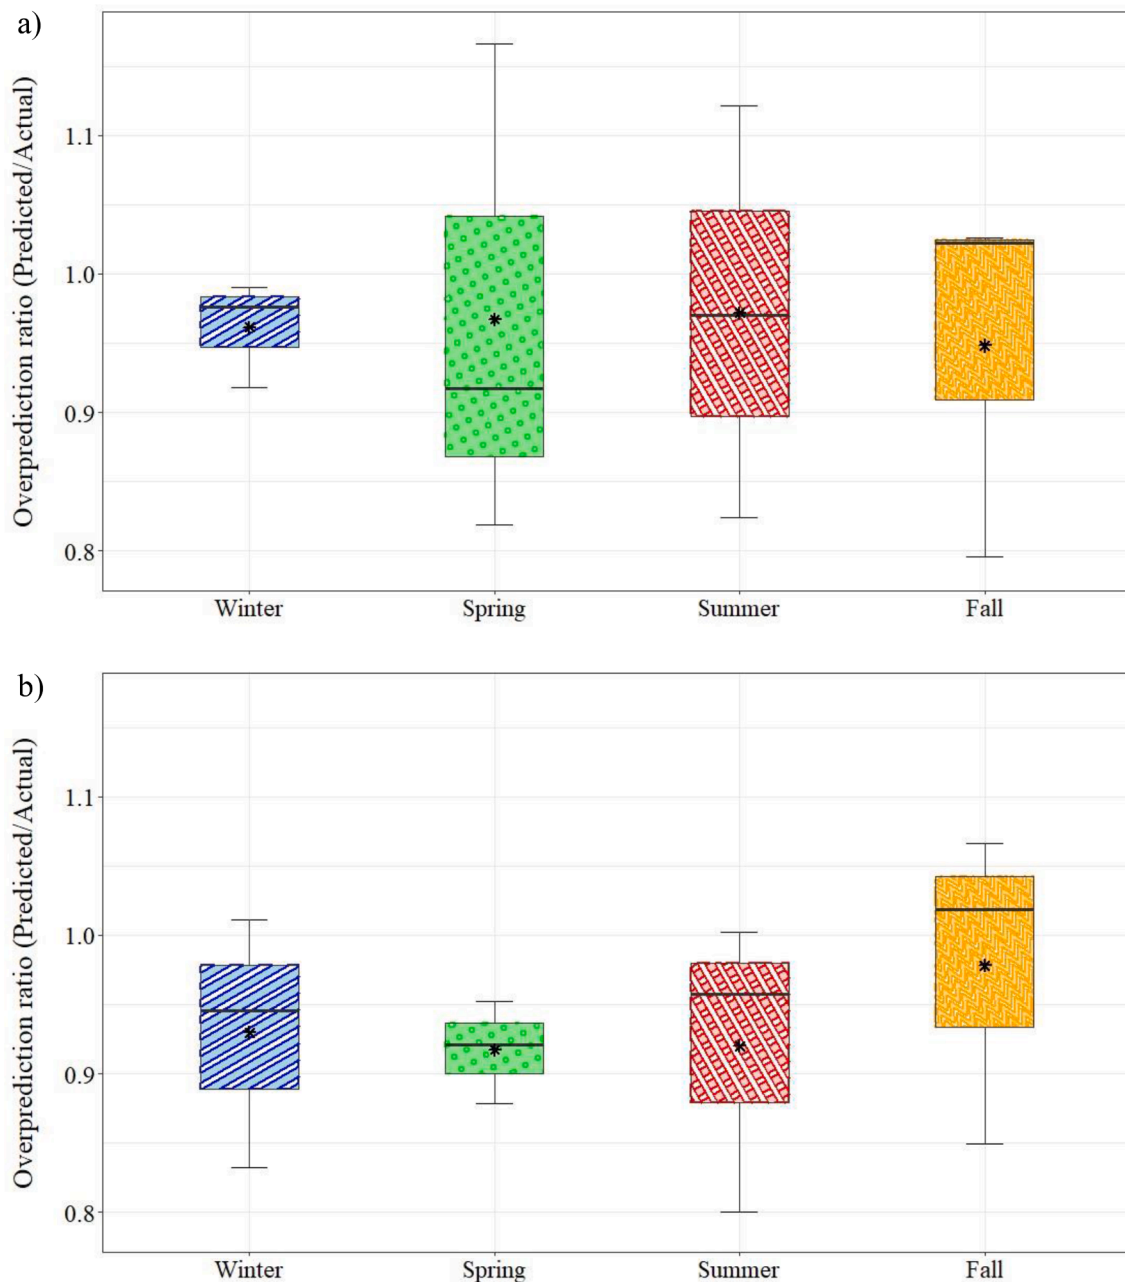 a)
Overprediction ratio (Predicted/Actual)
1.1
1.0
0.9
0.8
Winter Spring Summer Fall
b)
Overprediction ratio (Predicted/Actual)
1.1
1.0
0.9
0.8
Winter Spring Summer Fall